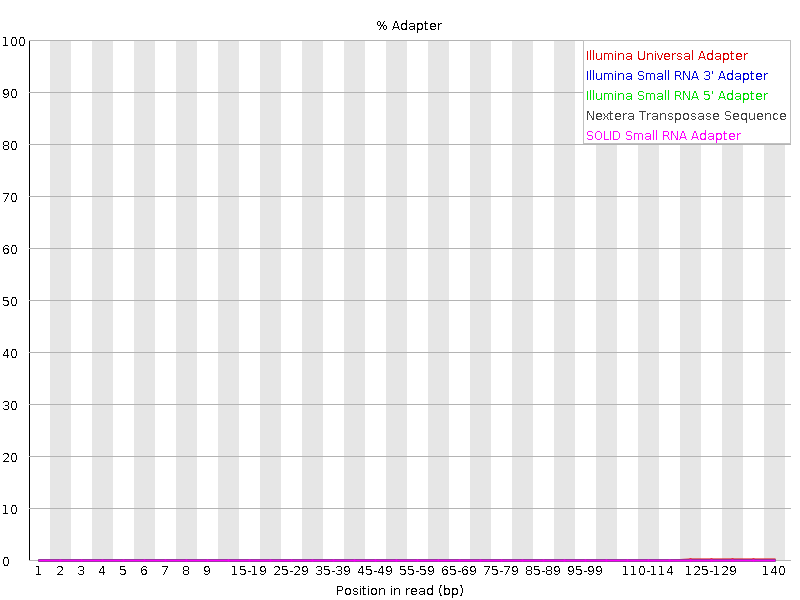 % Adapter
100
90
80
70
60
50
40
30
20
10
0
Illumina Universal Adapter
Illumina Small RNA 3' Adapter
Illumina Small RNA 5' Adapter
Nextera Transposase Sequence
SOLID Small RNA Adapter
1 2 3 4 5 6 7 8 9 15-19 25-29 35-39 45-49 55-59 65-69 75-79 85-89 95-99 110-114 125-129 140
Position in read (bp)